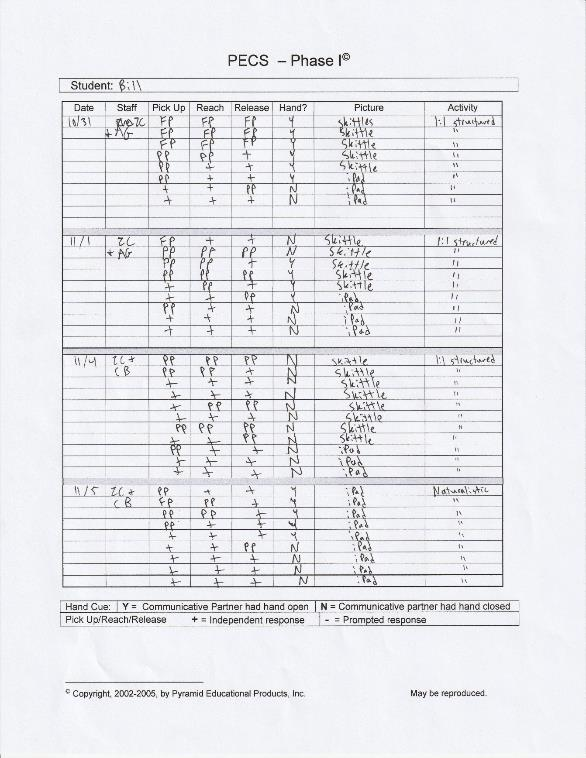 PECS – Phase I©
Student: Bill
Date Staff Pick Up Reach Release Hand? Picture Activity
10/31 IC FP FP FP Y Skittles 1:1 structured
+ AG FP FP FP Y Skittle "
FP FP FP Y Skittle "
PP PP + Y Skittle "
PP + + Y Skittle "
PP + + Y iPad "
+ + PP N iPad "
+ + + N iPad "
11/1 IC FP + + N Skittle 1:1 structured
+ AG PP PP PP N Skittle "
PP PP + Y Skittle "
PP PP PP Y Skittle "
+ PP + Y Skittle "
+ + PP Y iPad "
PP + + N iPad "
+ + + N iPad "
+ + + N iPad "
11/4 IC + PP PP PP N Skittle 1:1 structured
CB PP PP + N Skittle "
+ + + N Skittle "
+ + + N Skittle "
+ PP PP N Skittle "
+ + + N Skittle "
PP PP PP N Skittle "
+ + PP N Skittle "
PP + + N iPad "
+ + + N iPad "
+ + + N iPad "
11/5 IC + PP + + Y iPad Naturalistic
CB FP PP + Y iPad "
PP PP + Y iPad "
PP + + Y iPad "
+ + + Y iPad "
+ + PP N iPad "
+ + + N iPad "
+ + + N iPad "
+ + + N iPad "
Hand Cue: Y = Communicative Partner had hand open N = Communicative partner had hand closed
Pick Up/Reach/Release + = Independent response - = Prompted response
© Copyright, 2002-2005, by Pyramid Educational Products, Inc. May be reproduced.